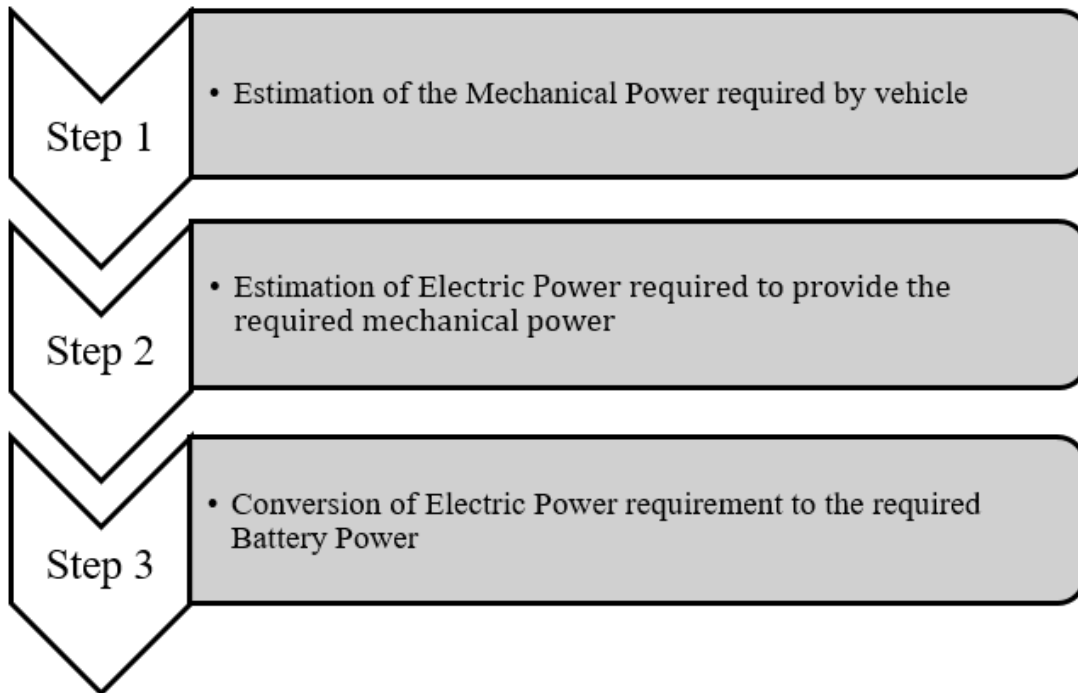 Step 1
• Estimation of the Mechanical Power required by vehicle
Step 2
• Estimation of Electric Power required to provide the
required mechanical power
Step 3
• Conversion of Electric Power requirement to the required
Battery Power